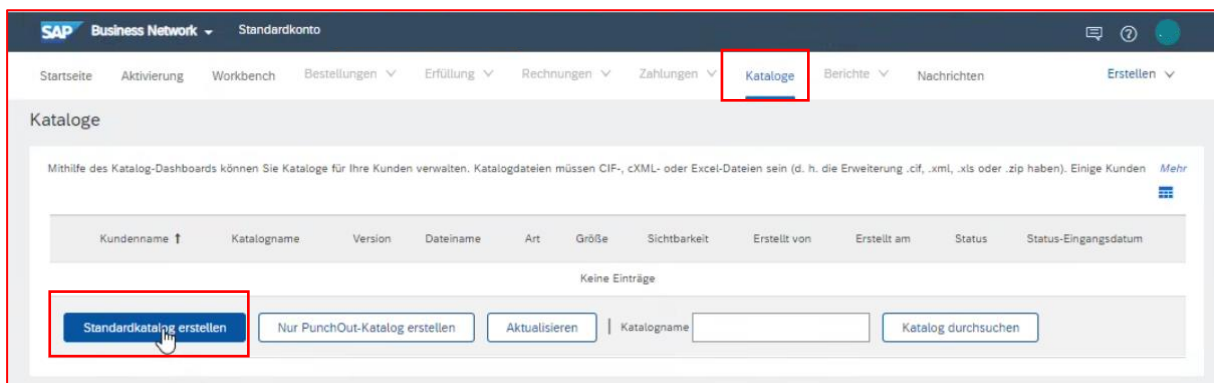 SAP Business Network Standardkonto
Startseite Aktivierung Workbench Bestellungen Erfüllung Rechnungen Zahlungen Kataloge Berichte Nachrichten Erstellen
Kataloge
Mithilfe des Katalog-Dashboards können Sie Kataloge für Ihre Kunden verwalten. Katalogdateien müssen CIF-, cXML- oder Excel-Dateien sein (d. h. die Erweiterung .cif, .xml, .xls oder .zip haben). Einige Kunden Mehr
Kundenname ↑ Katalogname Version Dateiname Art Größe Sichtbarkeit Erstellt von Erstellt am Status Status-Eingangsdatum
Keine Einträge
Standardkatalog erstellen Nur PunchOut-Katalog erstellen Aktualisieren | Katalogname Katalog durchsuchen